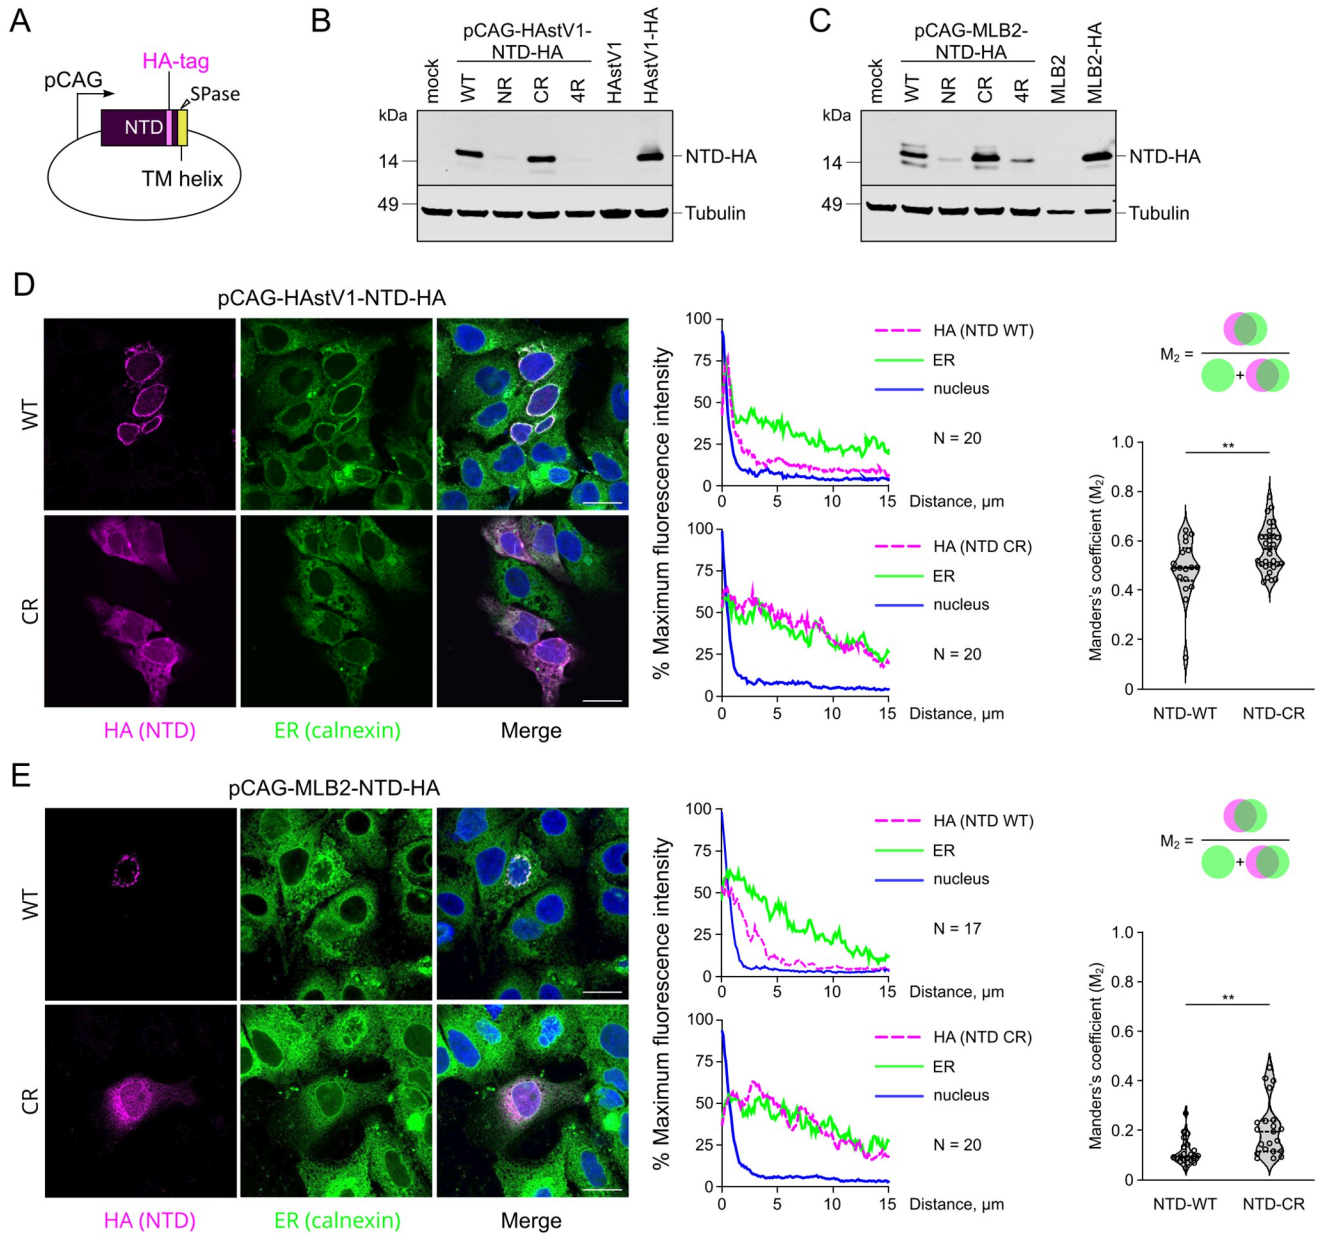 A
pCAG
HA-tag
SPase
NTD
TM helix
B
pCAG-HAstV1-
NTD-HA
mock
WT
NR
CR
4R
HAstV1
HAstV1-HA
kDa
14
NTD-HA
49
Tubulin
C
pCAG-MLB2-
NTD-HA
mock
WT
NR
CR
4R
MLB2
MLB2-HA
kDa
14
NTD-HA
49
Tubulin
D
pCAG-HAstV1-NTD-HA
WT
CR
HA (NTD)
ER (calnexin)
Merge
% Maximum fluorescence intensity
100
75
50
25
0
0
5
10
15
Distance, µm
HA (NTD WT)
ER
nucleus
N = 20
100
75
50
25
0
0
5
10
15
Distance, µm
HA (NTD CR)
ER
nucleus
N = 20
M2 =
+
Manders's coefficient (M2)
1.0
0.8
0.6
0.4
0.2
0
**
NTD-WT
NTD-CR
E
pCAG-MLB2-NTD-HA
WT
CR
HA (NTD)
ER (calnexin)
Merge
% Maximum fluorescence intensity
100
75
50
25
0
0
5
10
15
Distance, µm
HA (NTD WT)
ER
nucleus
N = 17
100
75
50
25
0
0
5
10
15
Distance, µm
HA (NTD CR)
ER
nucleus
N = 20
M2 =
+
Manders's coefficient (M2)
1.0
0.8
0.6
0.4
0.2
0
**
NTD-WT
NTD-CR